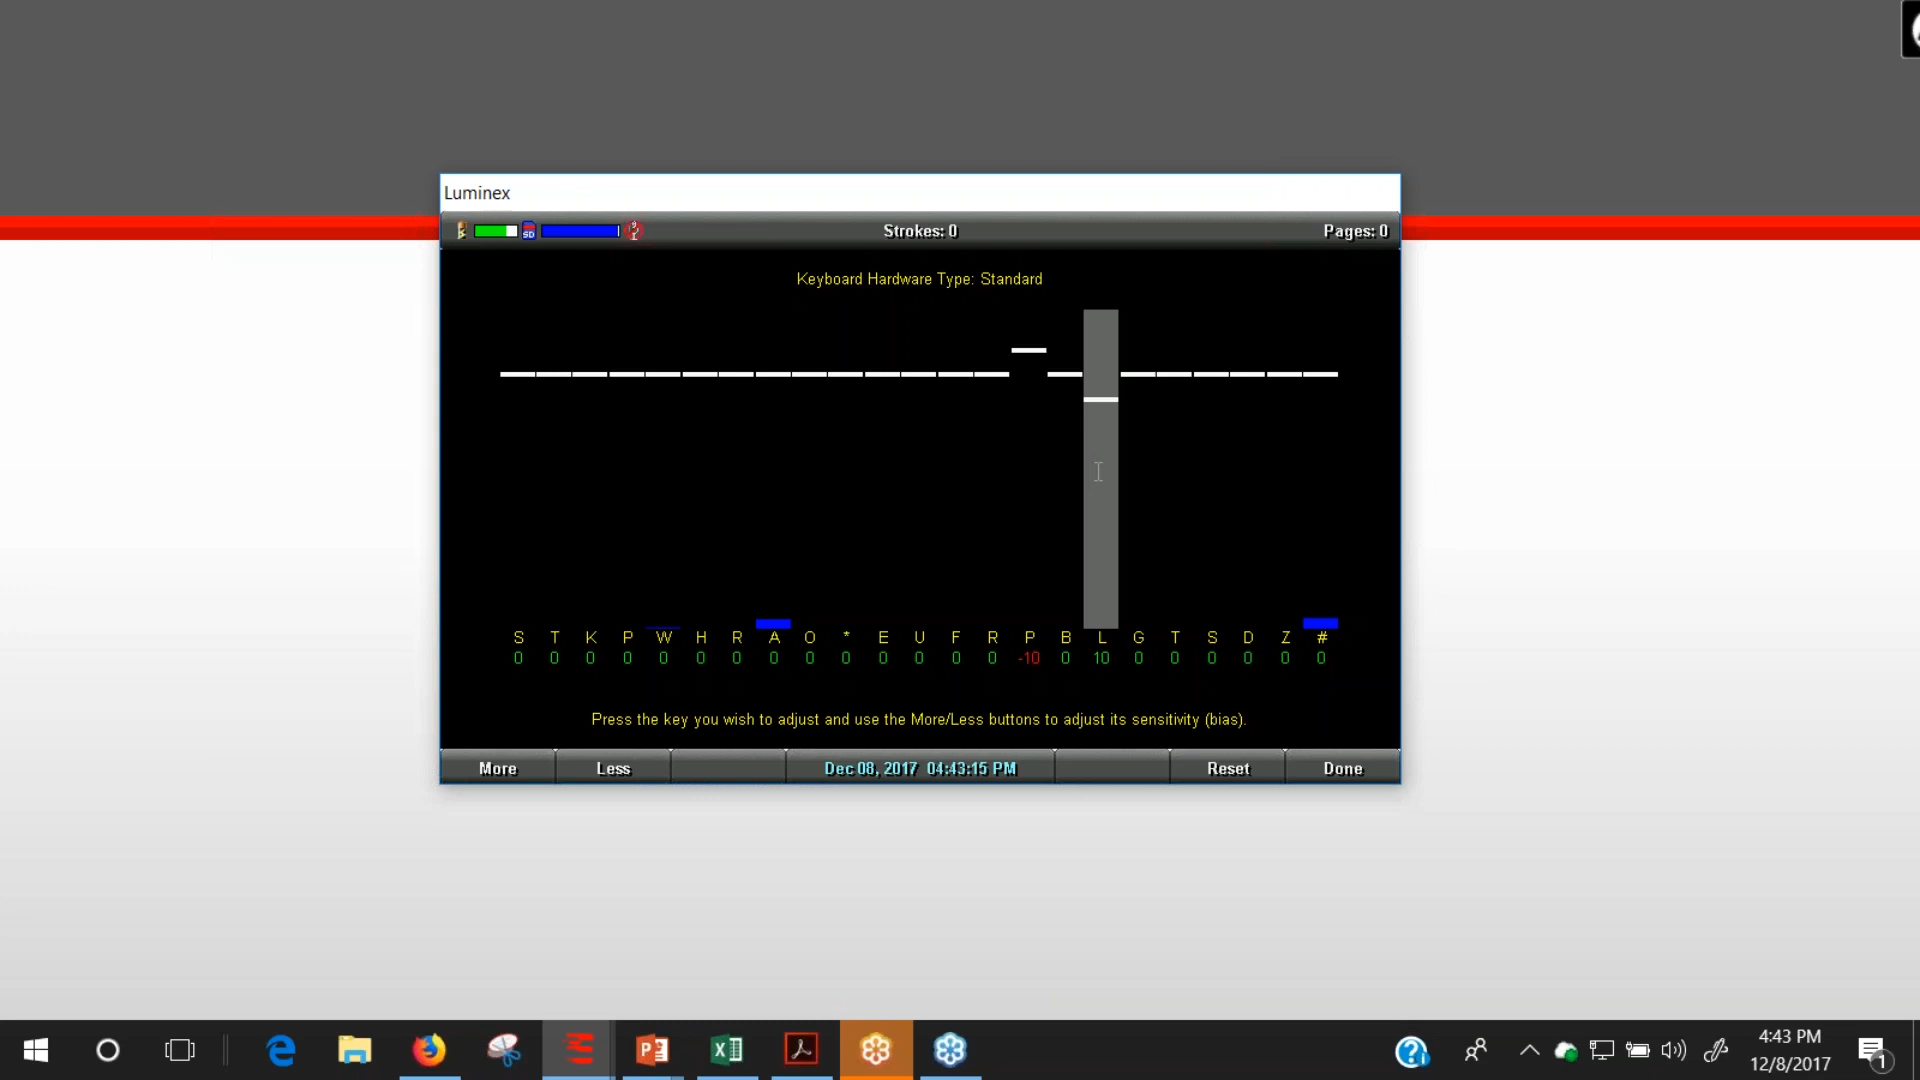 Luminex
SD
Strokes: 0
Pages: 0
Keyboard Hardware Type: Standard
S T K P W H R A O * E U F R P B L G T S D Z #
0 0 0 0 0 0 0 0 0 0 0 0 0 0 -10 0 10 0 0 0 0 0 0
Press the key you wish to adjust and use the More/Less buttons to adjust its sensitivity (bias).
More Less Dec 08, 2017 04:43:15 PM Reset Done
4:43 PM
12/8/2017
1